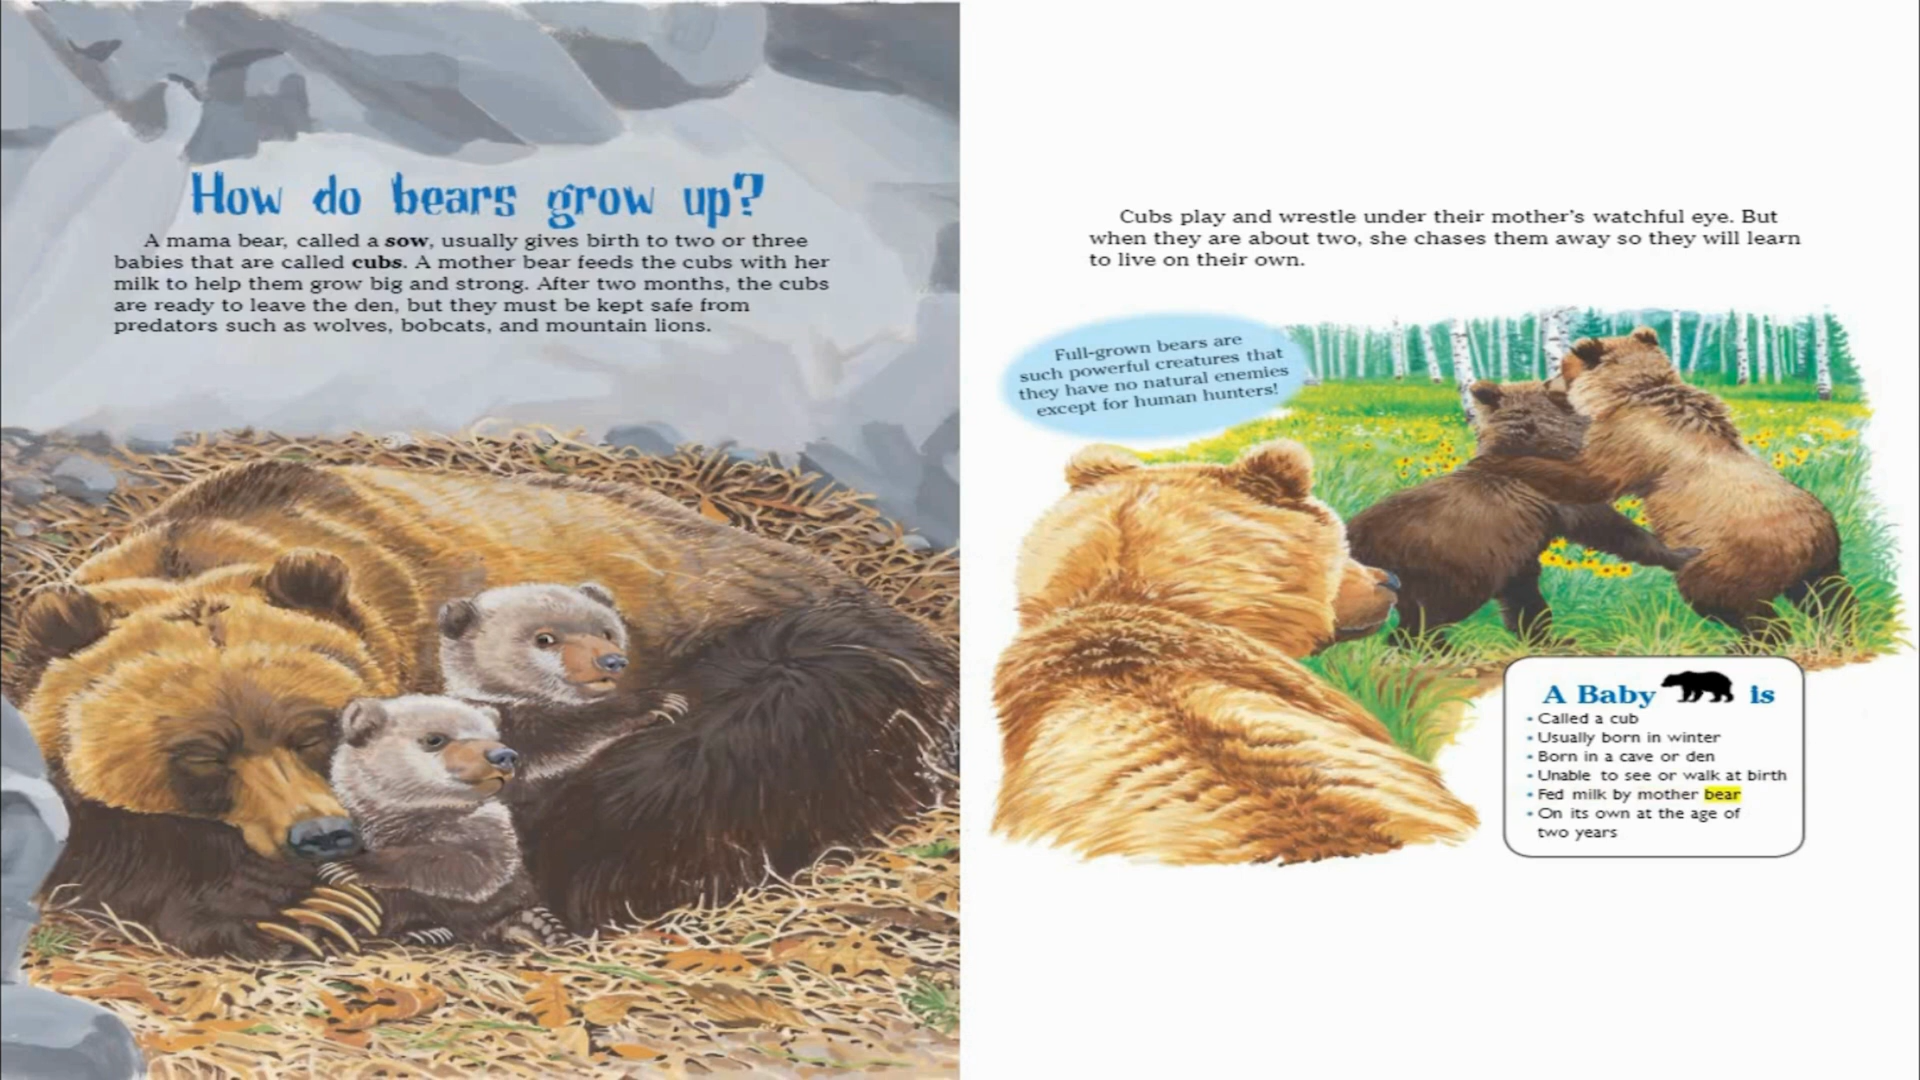 How do bears grow up?
A mama bear, called a sow, usually gives birth to two or three
babies that are called cubs. A mother bear feeds the cubs with her
milk to help them grow big and strong. After two months, the cubs
are ready to leave the den, but they must be kept safe from
predators such as wolves, bobcats, and mountain lions.
Cubs play and wrestle under their mother's watchful eye. But
when they are about two, she chases them away so they will learn
to live on their own.
Full-grown bears are
such powerful creatures that
they have no natural enemies
except for human hunters!
A Baby is
• Called a cub
• Usually born in winter
• Born in a cave or den
• Unable to see or walk at birth
• Fed milk by mother bear
• On its own at the age of
two years